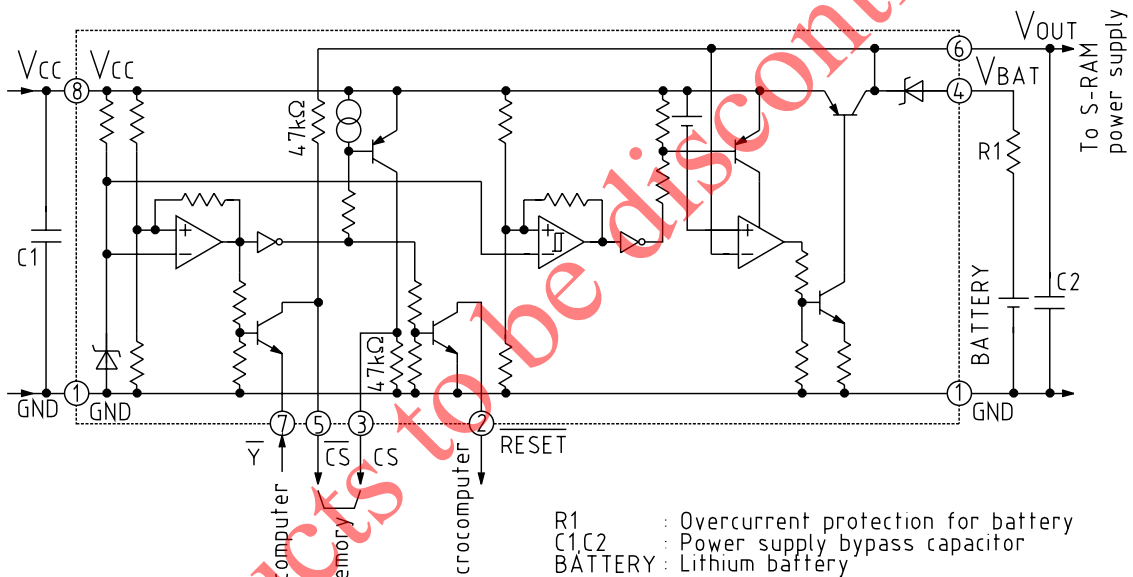 VOUT
To S-RAM
power supply
VCC
VCC
8
6
VBAT
4
47kΩ
R1
+
−
+
−
+
−
C1
C2
BATTERY
47kΩ
1
GND
GND
1
GND
7
5
3
2
Y
CS
CS
RESET
computer
emory
crocomputer
R1 : Overcurrent protection for battery
C1,C2 : Power supply bypass capacitor
BATTERY : Lithium battery
cts to be discont